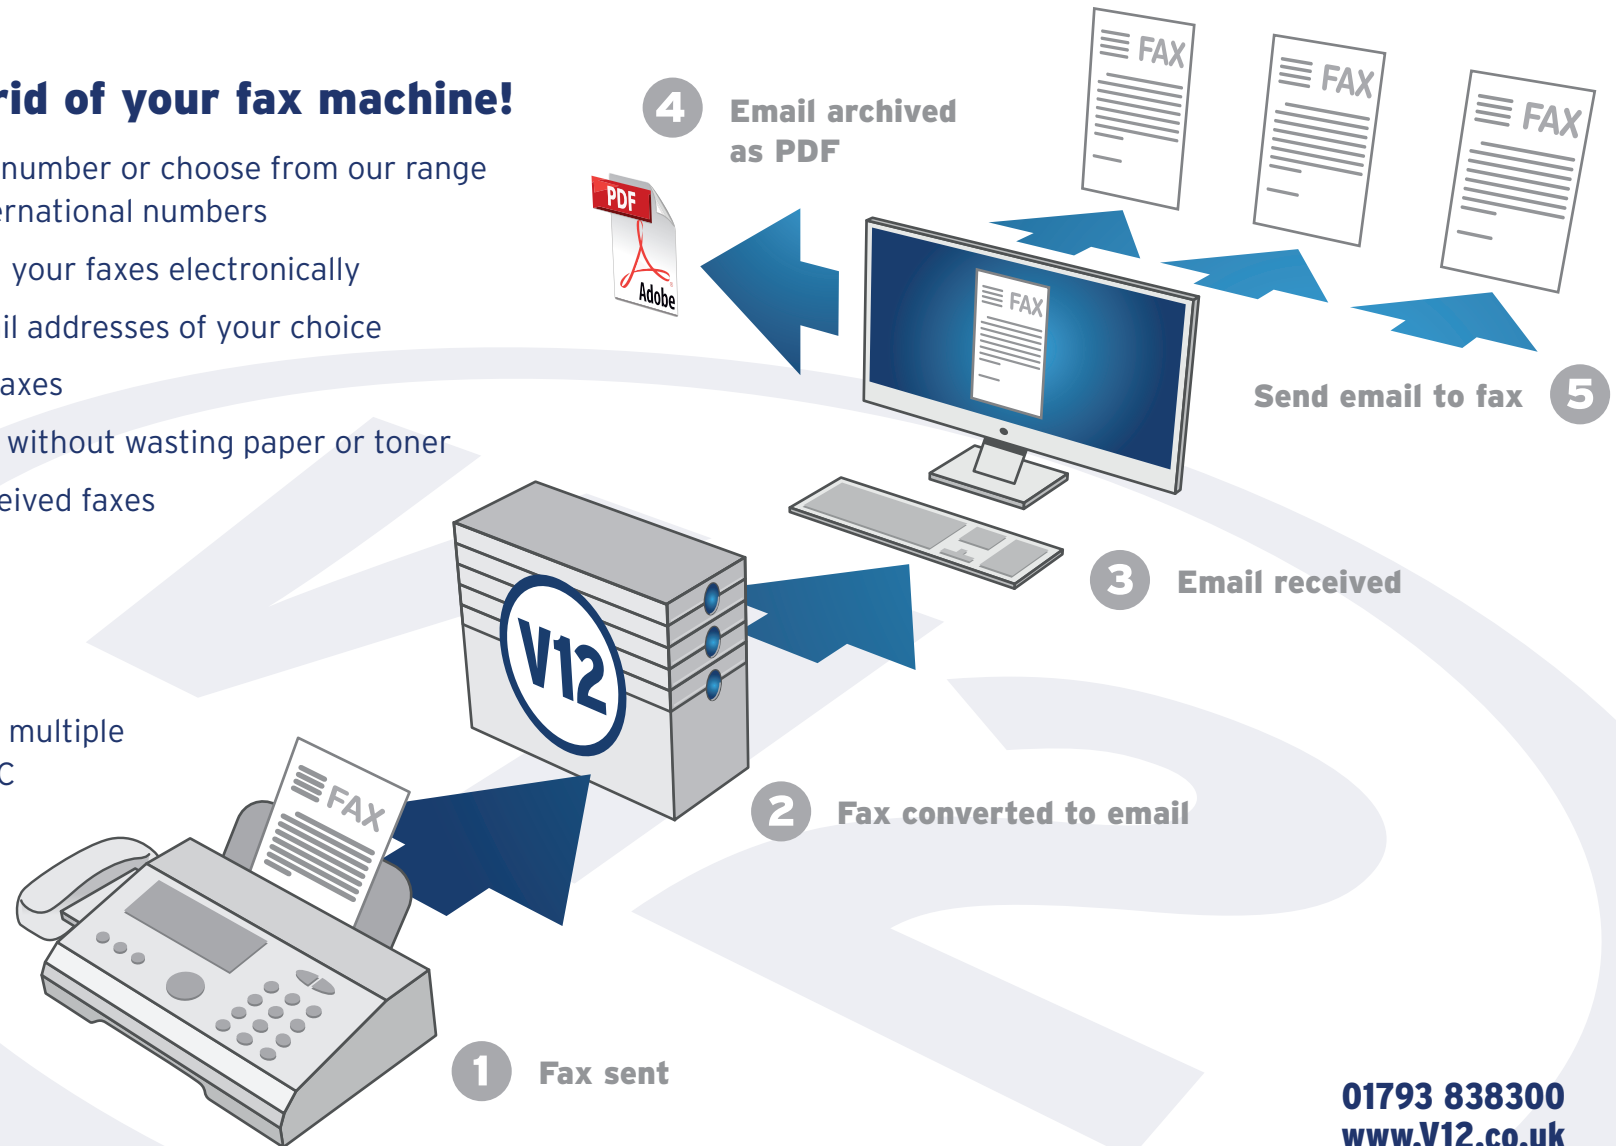 rid of your fax machine!
number or choose from our range
ernational numbers
your faxes electronically
il addresses of your choice
axes
without wasting paper or toner
eived faxes
multiple
C
4 Email archived
as PDF
PDF
Adobe
FAX
FAX
FAX
FAX
Send email to fax 5
3 Email received
V12
2 Fax converted to email
FAX
1 Fax sent
01793 838300
www.V12.co.uk